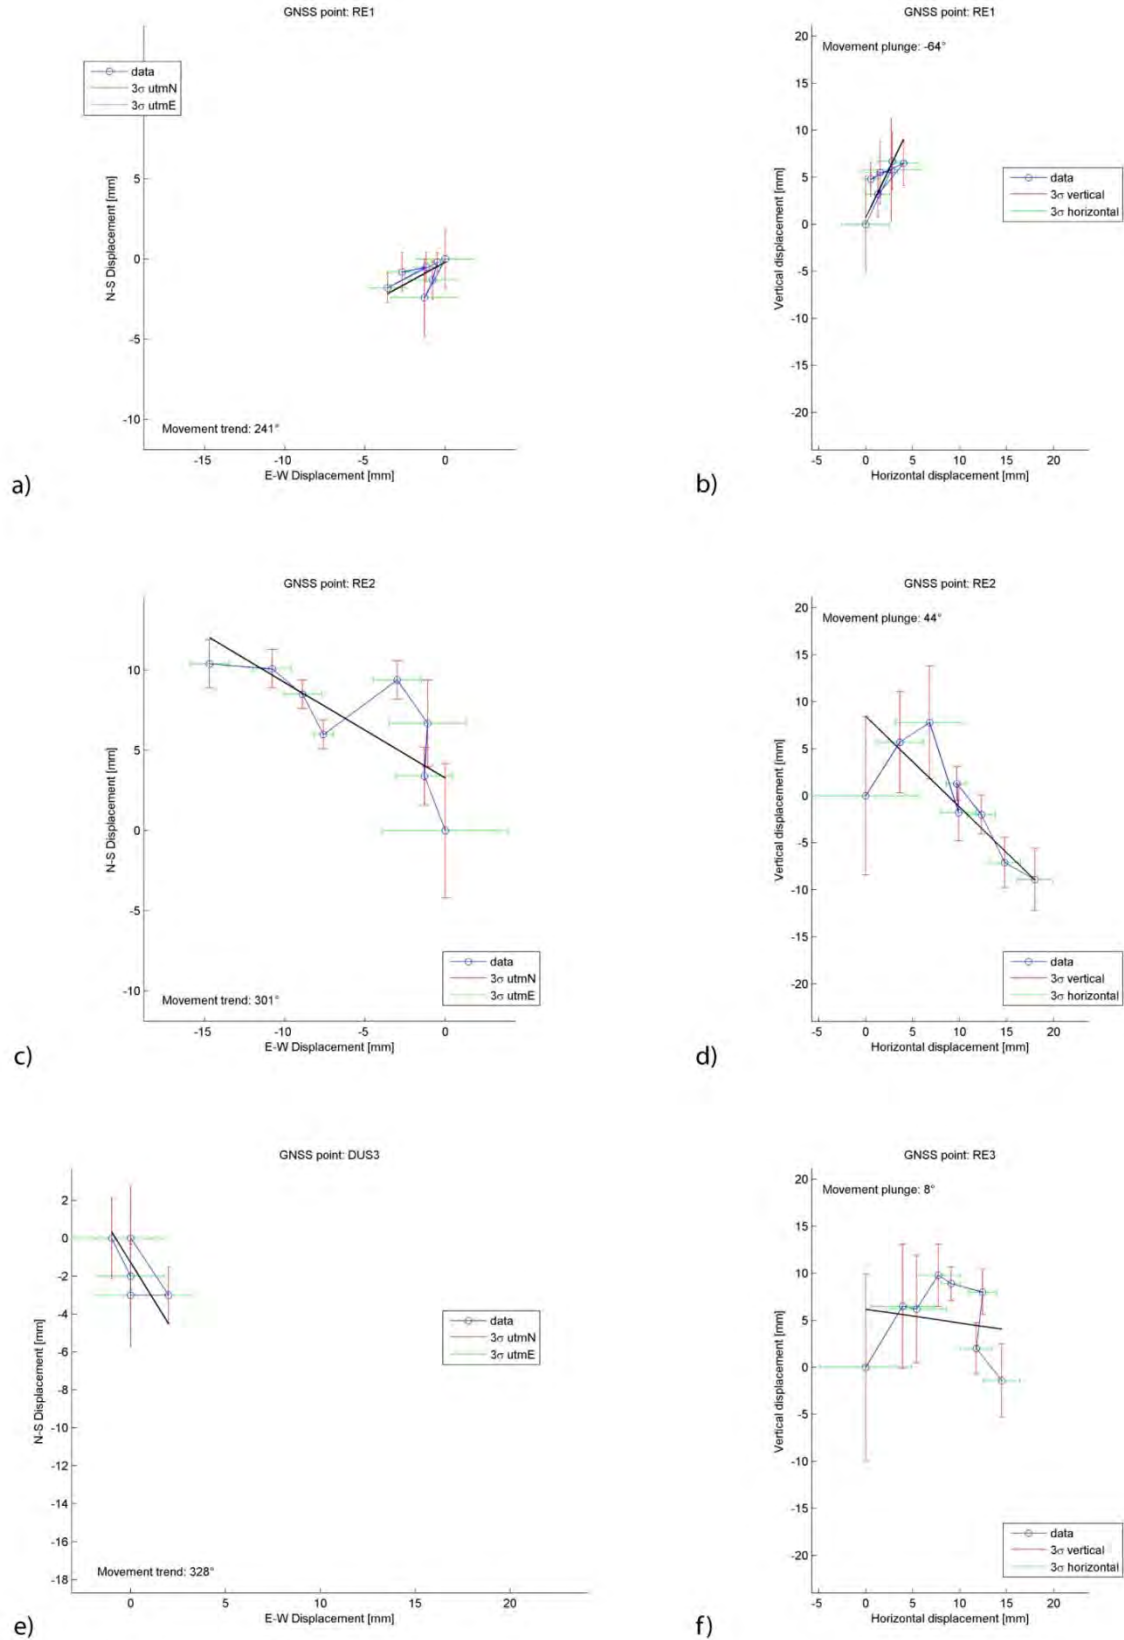 GNSS point: RE1
data
3σ utmN
3σ utmE
N-S Displacement [mm]
5
0
-5
-10
Movement trend: 241°
-15 -10 -5 0
E-W Displacement [mm]
a)
GNSS point: RE1
Movement plunge: -64°
data
3σ vertical
3σ horizontal
Vertical displacement [mm]
20
15
10
5
0
-5
-10
-15
-20
-5 0 5 10 15 20
Horizontal displacement [mm]
b)
GNSS point: RE2
N-S Displacement [mm]
10
5
0
-5
-10
data
3σ utmN
3σ utmE
Movement trend: 301°
-15 -10 -5 0
E-W Displacement [mm]
c)
GNSS point: RE2
Movement plunge: 44°
Vertical displacement [mm]
20
15
10
5
0
-5
-10
-15
-20
data
3σ vertical
3σ horizontal
-5 0 5 10 15 20
Horizontal displacement [mm]
d)
GNSS point: DUS3
N-S Displacement [mm]
2
0
-2
-4
-6
-8
-10
-12
-14
-16
-18
data
3σ utmN
3σ utmE
Movement trend: 328°
0 5 10 15 20
E-W Displacement [mm]
e)
GNSS point: RE3
Movement plunge: 8°
Vertical displacement [mm]
20
15
10
5
0
-5
-10
-15
-20
data
3σ vertical
3σ horizontal
-5 0 5 10 15 20
Horizontal displacement [mm]
f)